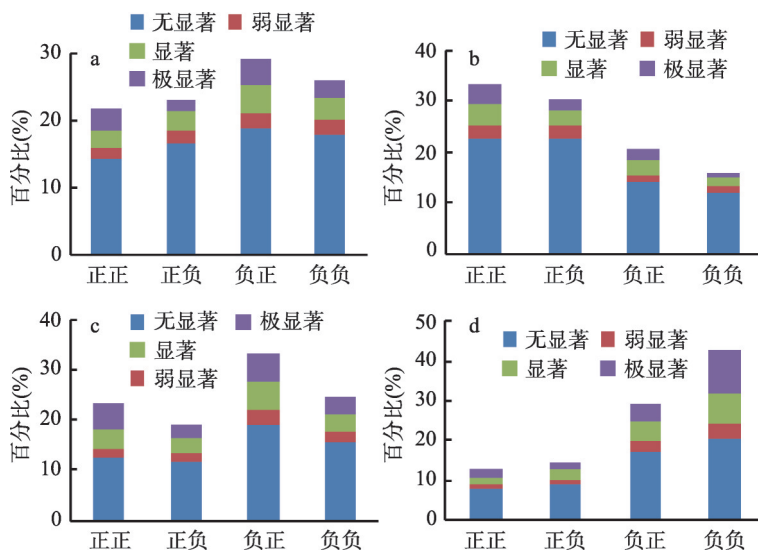 a
无显著 弱显著
显著
极显著
百分比(%)
30
20
10
0
正正 正负 负正 负负
b
无显著 弱显著
显著 极显著
百分比(%)
40
30
20
10
0
正正 正负 负正 负负
c
无显著 极显著
显著
弱显著
百分比(%)
40
30
20
10
0
正正 正负 负正 负负
d
无显著 弱显著
显著 极显著
百分比(%)
50
40
30
20
10
0
正正 正负 负正 负负